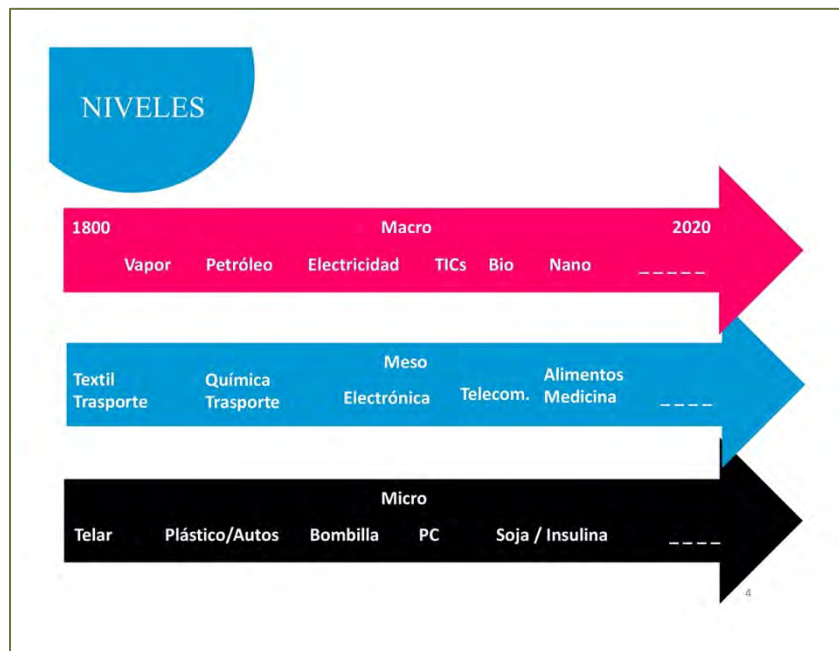 NIVELES
1800 Macro 2020
Vapor Petróleo Electricidad TICs Bio Nano _ _ _ _ _
Meso
Textil Química Electrónica Telecom. Alimentos
Trasporte Trasporte Medicina _ _ _ _
Micro
Telar Plástico/Autos Bombilla PC Soja / Insulina _ _ _ _
4